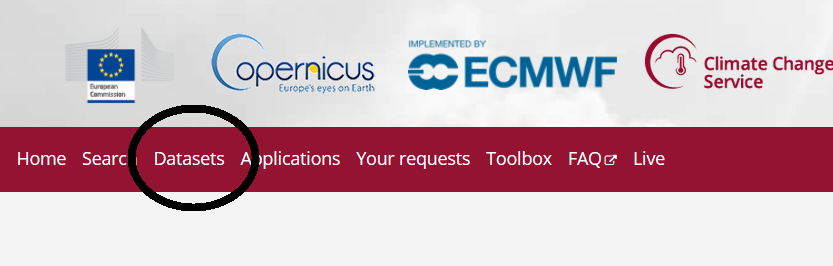 European
Commission
opernicus
Europe's eyes on Earth
IMPLEMENTED BY
ECMWF
Climate Change
Service
Home Search Datasets Applications Your requests Toolbox FAQ Live